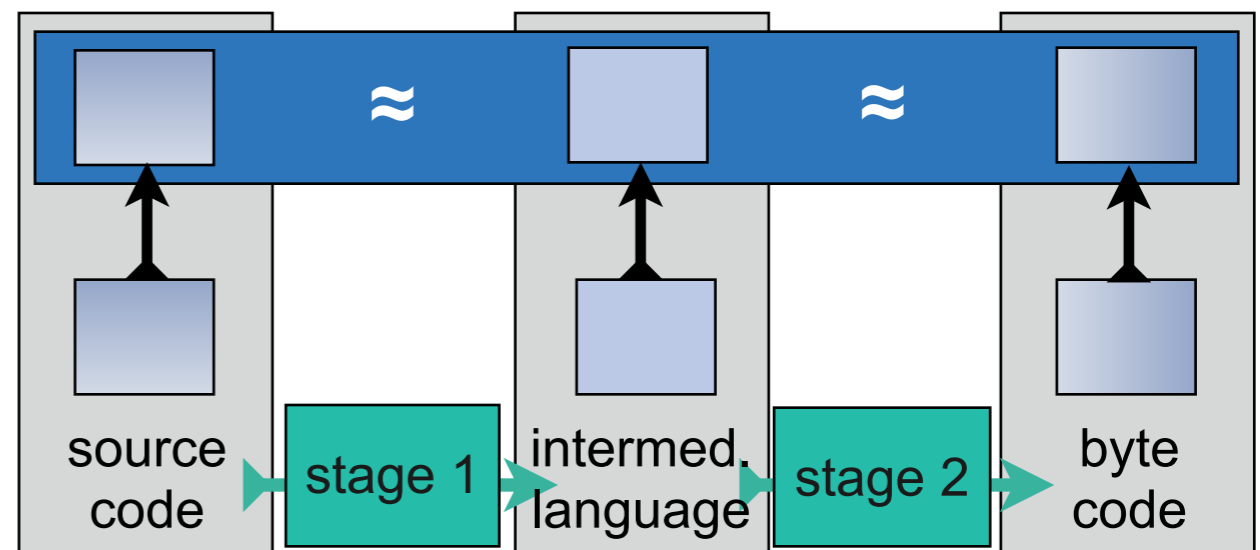 ≈ ≈
source
code
stage 1
intermed.
language
stage 2
byte
code